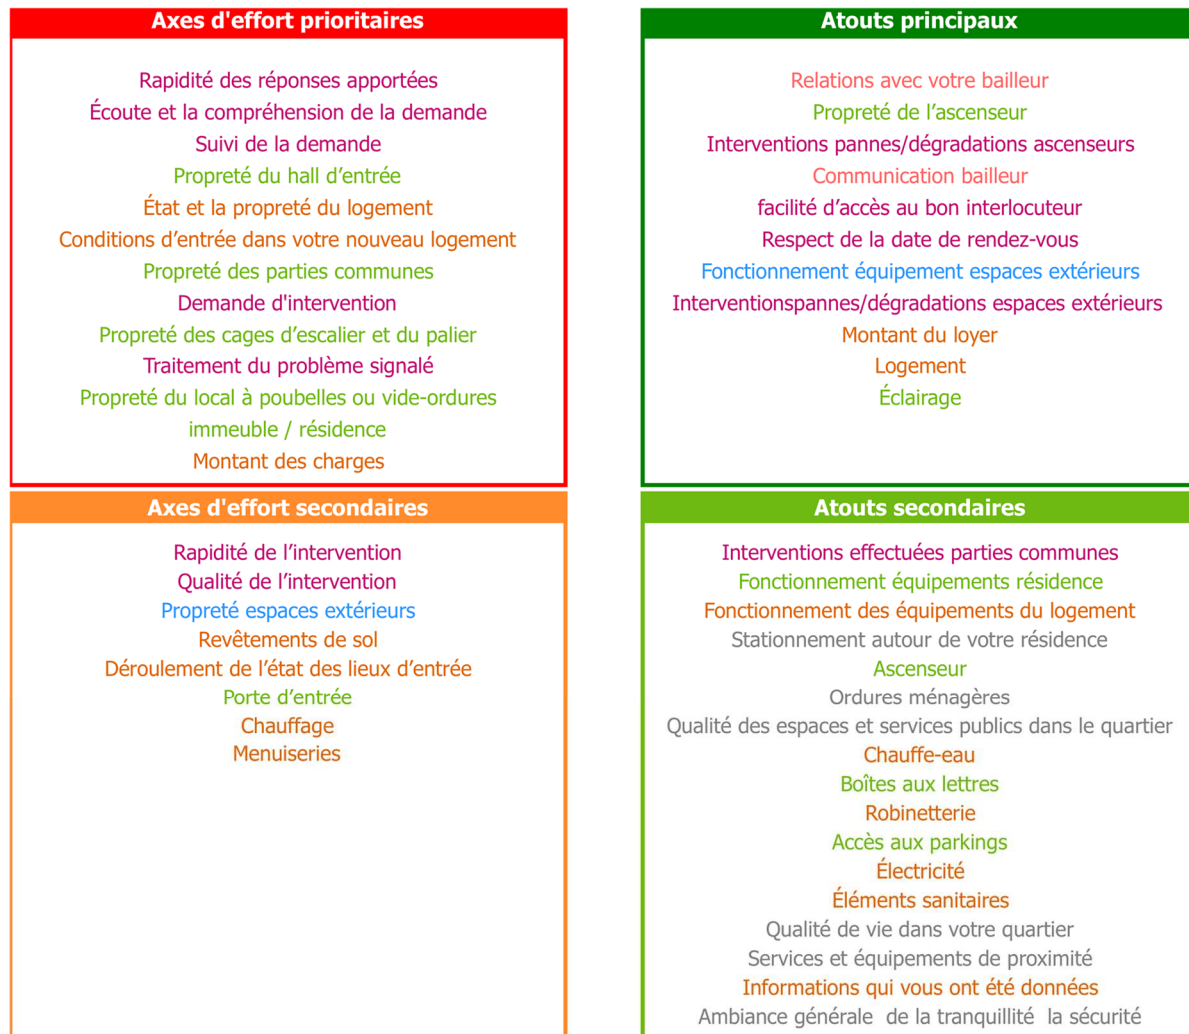 Axes d'effort prioritaires
Rapidité des réponses apportées
Écoute et la compréhension de la demande
Suivi de la demande
Propreté du hall d’entrée
État et la propreté du logement
Conditions d’entrée dans votre nouveau logement
Propreté des parties communes
Demande d'intervention
Propreté des cages d’escalier et du palier
Traitement du problème signalé
Propreté du local à poubelles ou vide-ordures
immeuble / résidence
Montant des charges
Atouts principaux
Relations avec votre bailleur
Propreté de l’ascenseur
Interventions pannes/dégradations ascenseurs
Communication bailleur
facilité d’accès au bon interlocuteur
Respect de la date de rendez-vous
Fonctionnement équipement espaces extérieurs
Interventionspannes/dégradations espaces extérieurs
Montant du loyer
Logement
Éclairage
Axes d'effort secondaires
Rapidité de l’intervention
Qualité de l’intervention
Propreté espaces extérieurs
Revêtements de sol
Déroulement de l’état des lieux d’entrée
Porte d’entrée
Chauffage
Menuiseries
Atouts secondaires
Interventions effectuées parties communes
Fonctionnement équipements résidence
Fonctionnement des équipements du logement
Stationnement autour de votre résidence
Ascenseur
Ordures ménagères
Qualité des espaces et services publics dans le quartier
Chauffe-eau
Boîtes aux lettres
Robinetterie
Accès aux parkings
Électricité
Éléments sanitaires
Qualité de vie dans votre quartier
Services et équipements de proximité
Informations qui vous ont été données
Ambiance générale  de la tranquillité  la sécurité